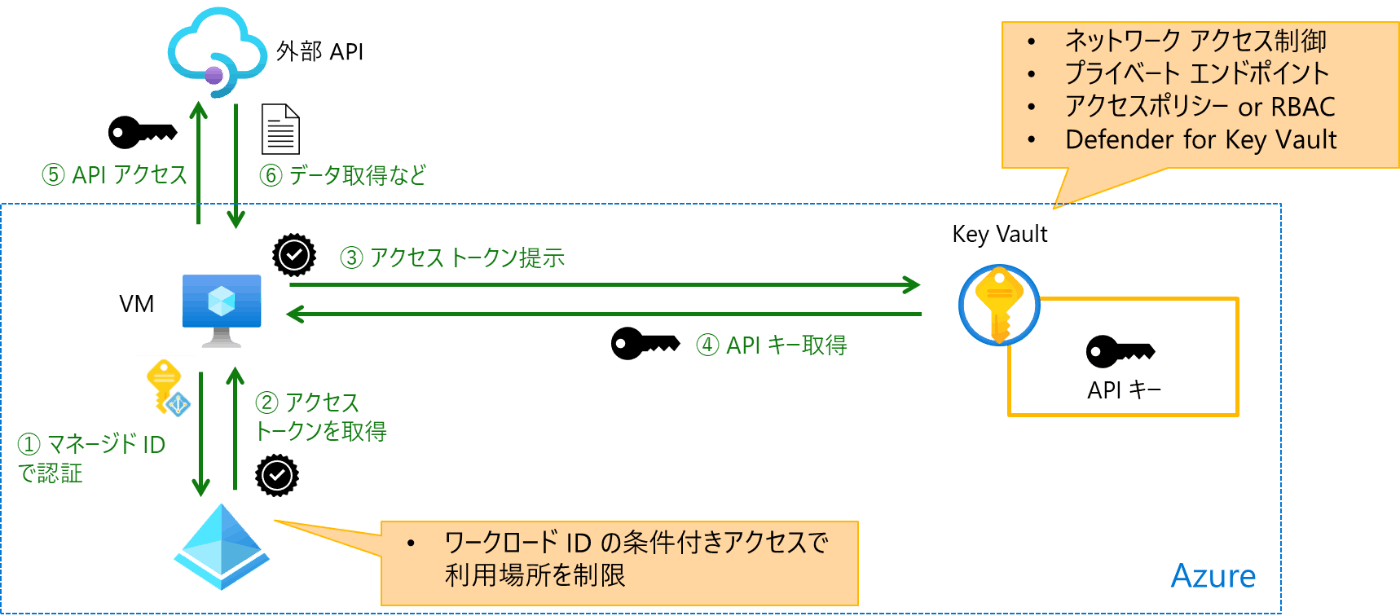 外部 API
• ネットワーク アクセス制御
• プライベート エンドポイント
• アクセスポリシー or RBAC
• Defender for Key Vault
⑤ API アクセス
⑥ データ取得など
Key Vault
③ アクセス トークン提示
VM
④ API キー取得
API キー
② アクセス
トークンを取得
① マネージド ID
で認証
• ワークロード ID の条件付きアクセスで
利用場所を制限
Azure